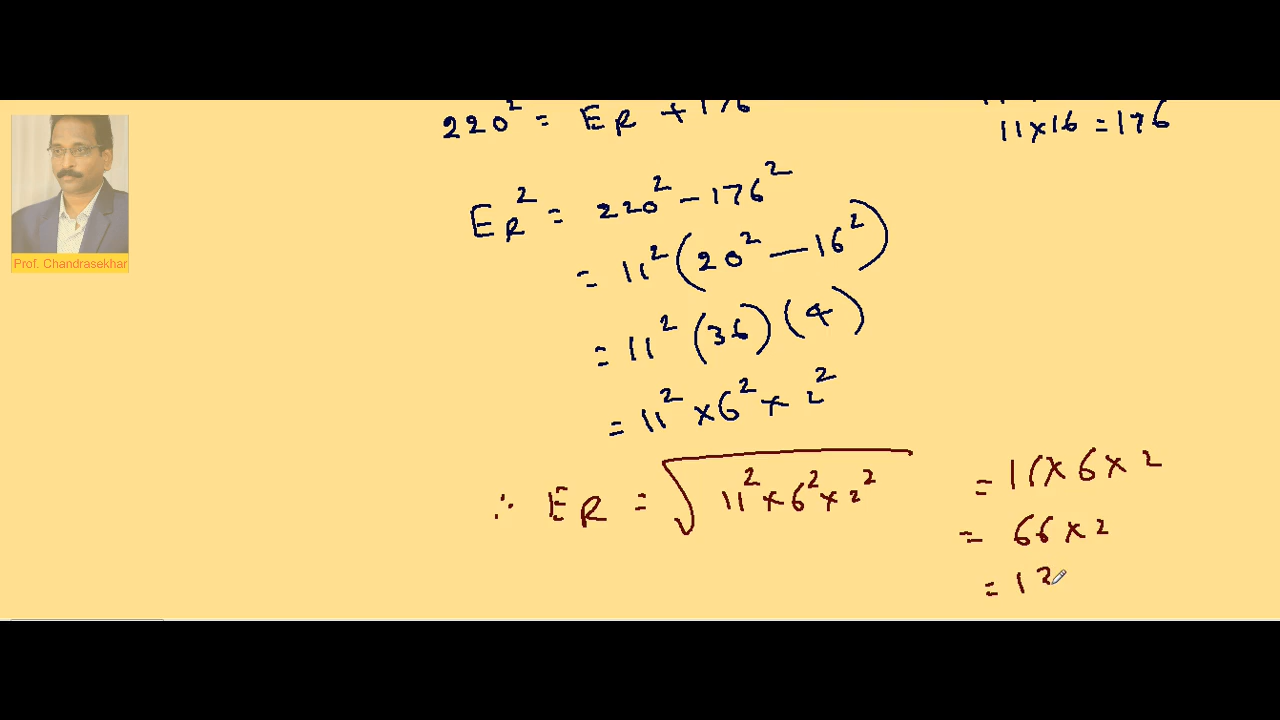 220² = ER + 176
11×16 = 176
ER² = 220² - 176²
= 11² (20² - 16²)
= 11² (36) (4)
= 11² × 6² × 2²
∴ ER = √11² × 6² × 2²
= 11 × 6 × 2
= 66 × 2
= 13
Prof. Chandrasekhar